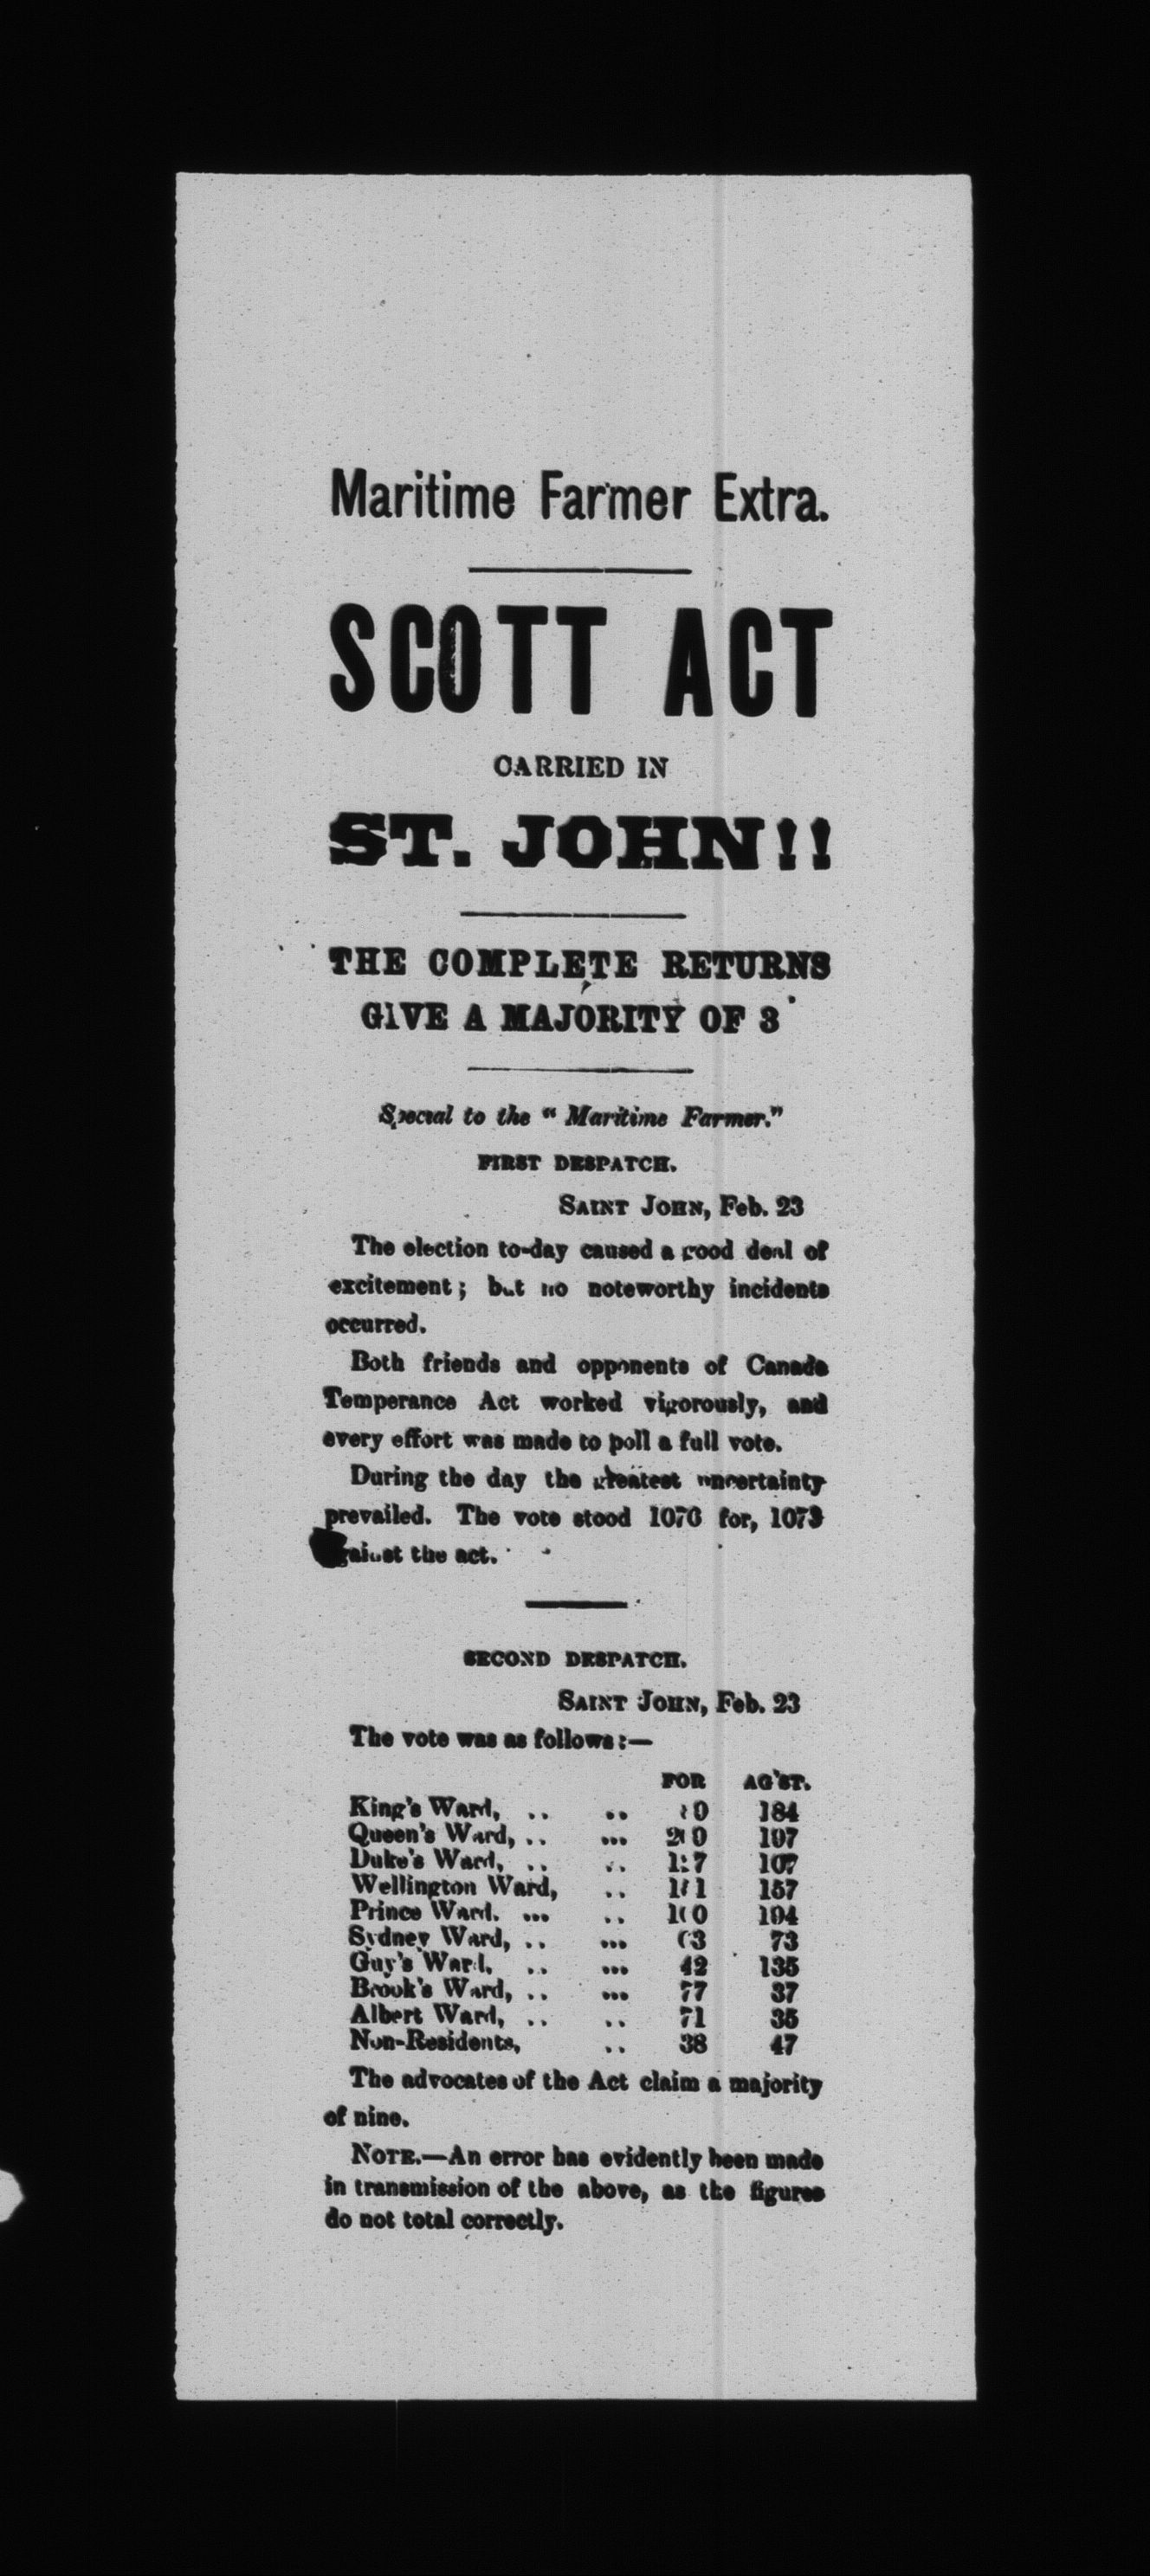 Maritime Farmer Extra.
SCOTT ACT
CARRIED IN
ST. JOHN!!
THE COMPLETE RETURNS
GIVE A MAJORITY OF 3
Special to the " Maritime Farmer."
FIRST DESPATCH.
SAINT JOHN, Feb. 23
The election to-day caused a good deal of
excitement; but no noteworthy incidents
occurred.
Both friends and opponents of Canada
Temperance Act worked vigorously, and
every effort was made to poll a full vote.
During the day the greatest uncertainty
prevailed. The vote stood 1076 for, 1073
against the act.
SECOND DESPATCH.
SAINT JOHN, Feb. 23
The vote was as follows:—
FOR AG'ST.
King's Ward, .. .. 184
Queen's Ward, .. ... 197
Duke's Ward, .. .. 107
Wellington Ward, .. 157
Prince Ward. ... .. 194
Sydney Ward, .. ... 73
Guy's Ward, .. ... 42 135
Brook's Ward, .. ... 77 37
Albert Ward, .. .. 71 35
Non-Residents, .. 38 47
The advocates of the Act claim a majority
of nine.
NOTE.—An error has evidently been made
in transmission of the above, as the figures
do not total correctly.